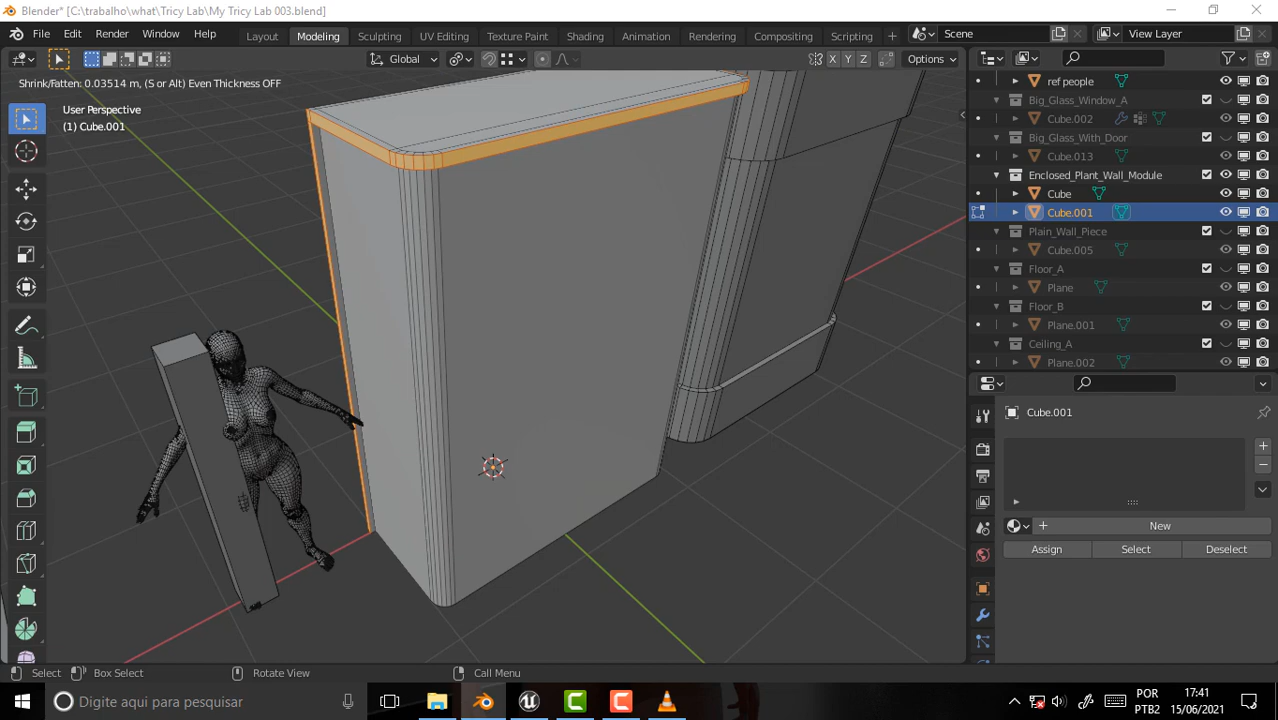 Blender* [C:\trabalho\what\Tricy Lab\My Tricy Lab 003.blend]
File Edit Render Window Help Layout Modeling Sculpting UV Editing Texture Paint Shading Animation Rendering Compositing Scripting Scene View Layer
Global X Y Z Options
Shrink/Fatten: 0.03514 m, (S or Alt) Even Thickness OFF
User Perspective
(1) Cube.001
ref people
Big_Glass_Window_A
Cube.002
Big_Glass_With_Door
Cube.013
Enclosed_Plant_Wall_Module
Cube
Cube.001
Plain_Wall_Piece
Cube.005
Floor_A
Plane
Floor_B
Plane.001
Ceiling_A
Plane.002
Cube.001
New
Assign Select Deselect
Select Box Select Rotate View Call Menu
Digite aqui para pesquisar
POR
PTB2
17:41
15/06/2021